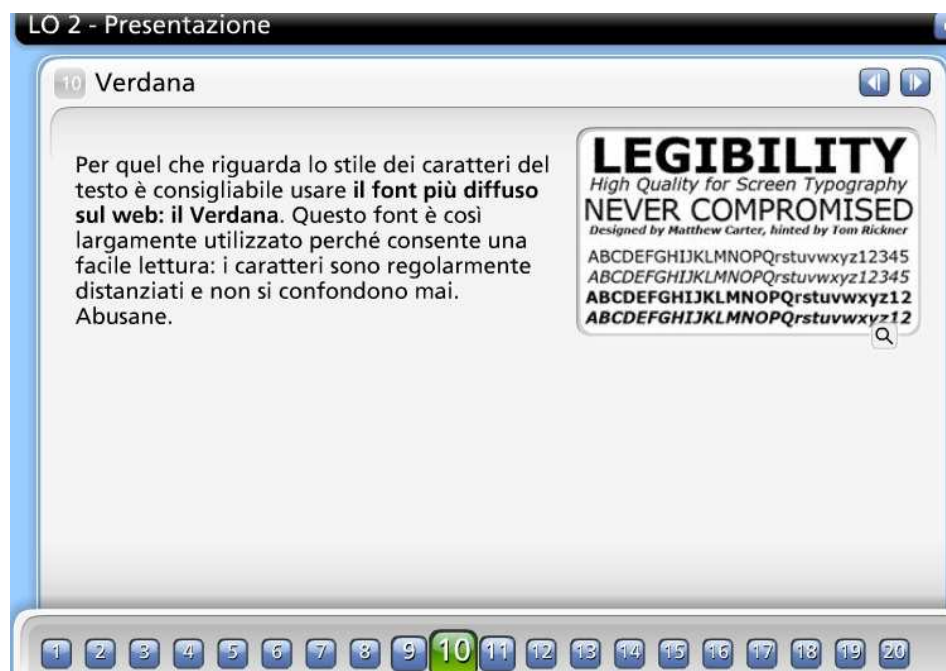 LO 2 - Presentazione
10 Verdana
Per quel che riguarda lo stile dei caratteri del
testo è consigliabile usare il font più diffuso
sul web: il Verdana. Questo font è così
largamente utilizzato perché consente una
facile lettura: i caratteri sono regolarmente
distanziati e non si confondono mai.
Abusane.
LEGIBILITY
High Quality for Screen Typography
NEVER COMPROMISED
Designed by Matthew Carter, hinted by Tom Rickner
ABCDEFGHIJKLMNOPQrstuvwxyz12345
ABCDEFGHIJKLMNOPQrstuvwxyz12345
ABCDEFGHIJKLMNOPQrstuvwxyz12
ABCDEFGHIJKLMNOPQrstuvwxyz12
1 2 3 4 5 6 7 8 9 10 11 12 13 14 15 16 17 18 19 20